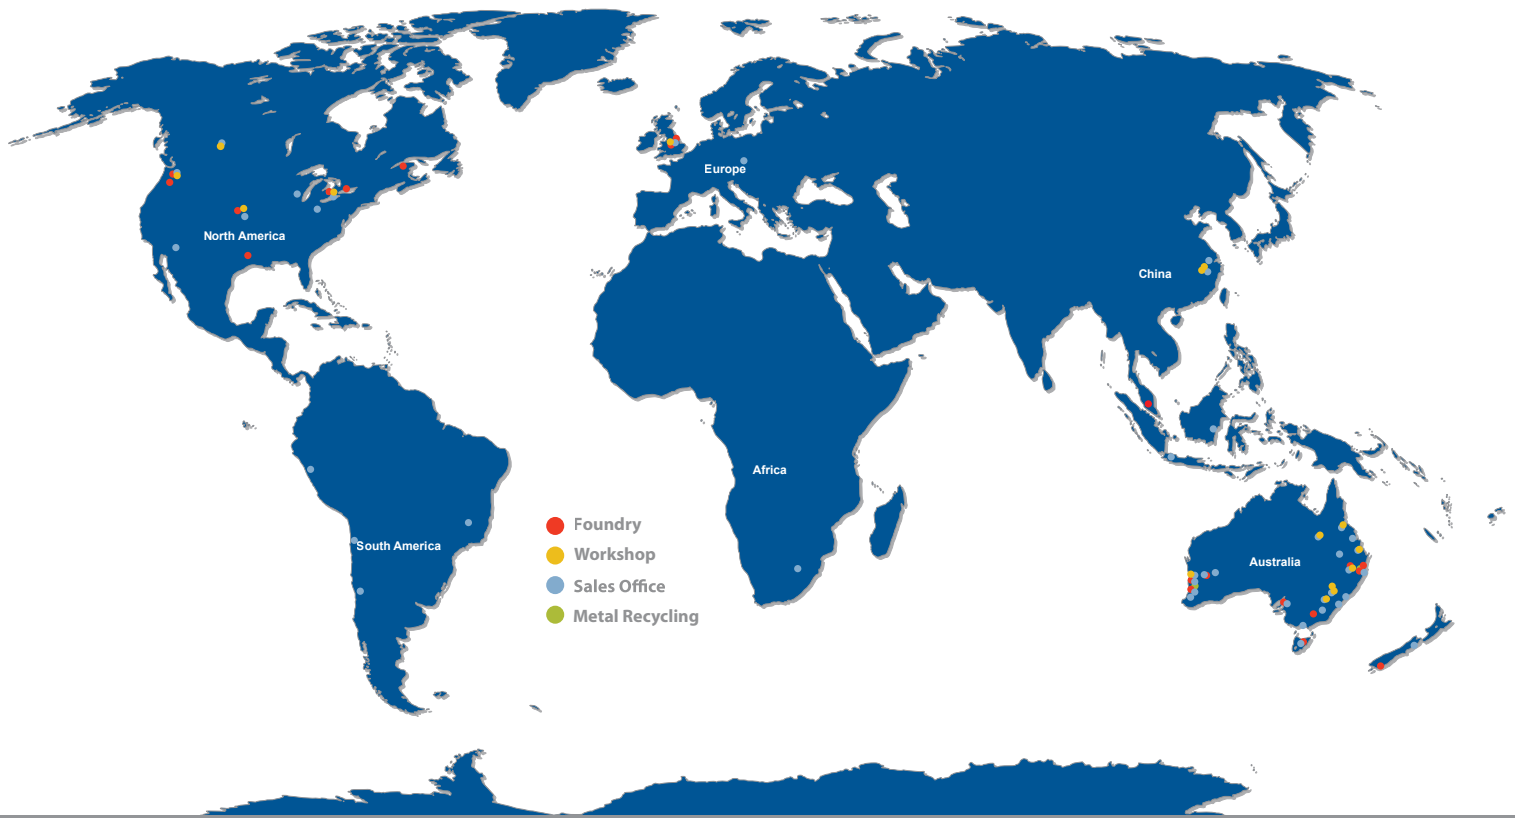 Europe
North America
China
Africa
Foundry
South America
Workshop
Australia
Sales Office
Metal Recycling